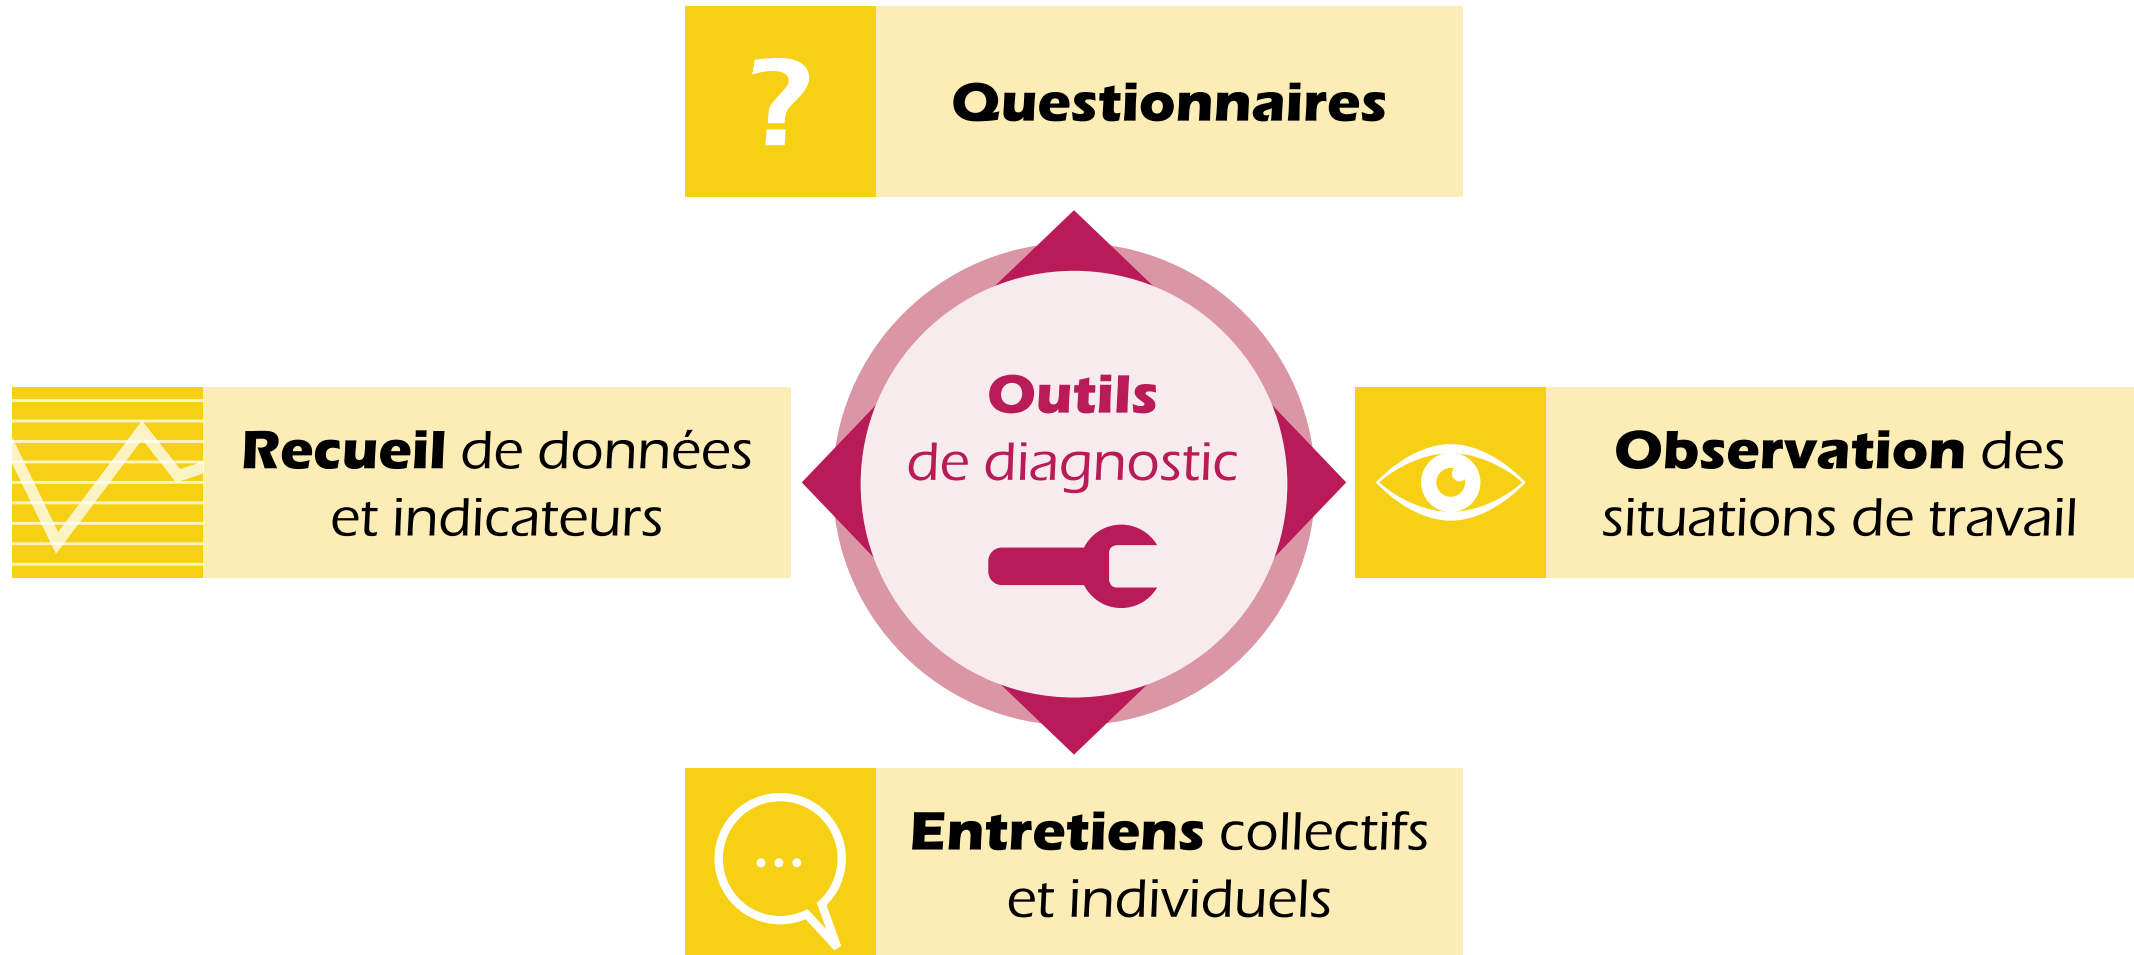 ?
Questionnaires
Recueil de données
et indicateurs
Outils
de diagnostic
Observation des
situations de travail
...
Entretiens collectifs
et individuels